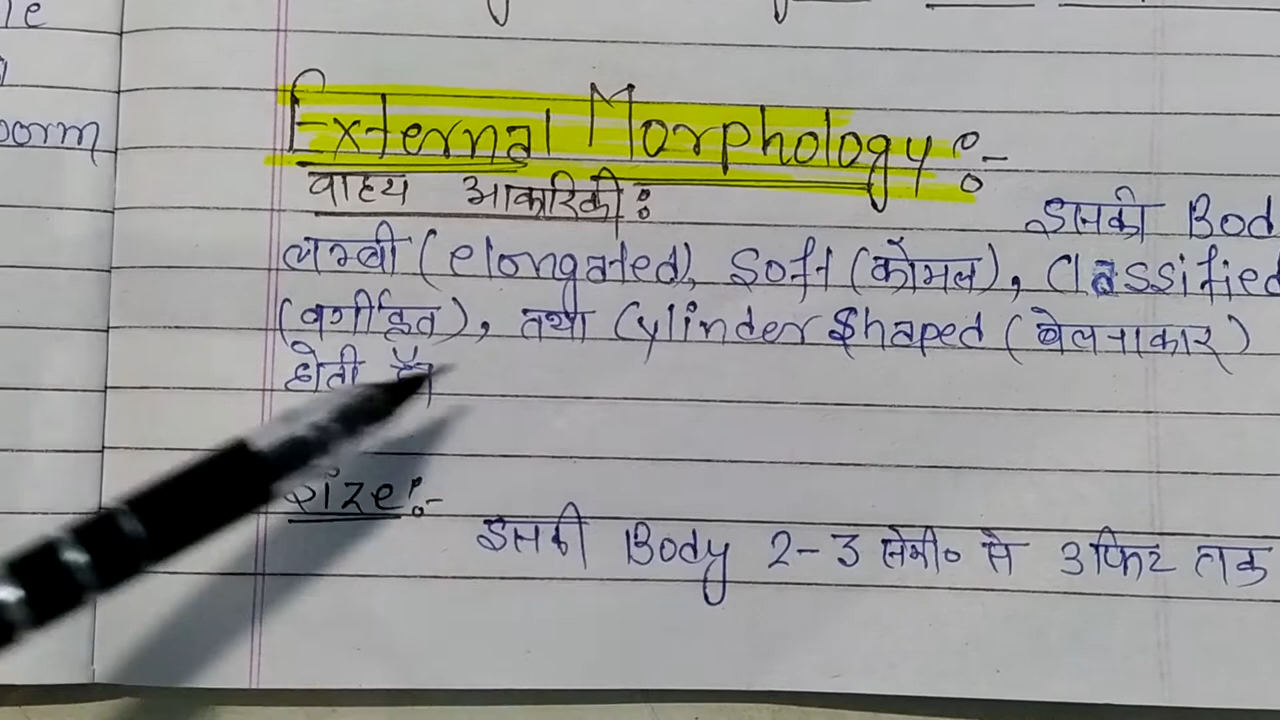 orm
External Morphology :-
वाह्य आकारिकी :
इसकी Bod
लम्बी (elongated), Soft (कोमल), Classified
(वर्गीकृत), तथा Cylinder Shaped (बेलनाकार)
होती है
Size :-
इसकी Body 2-3 सेमी० से 3 फिट तक